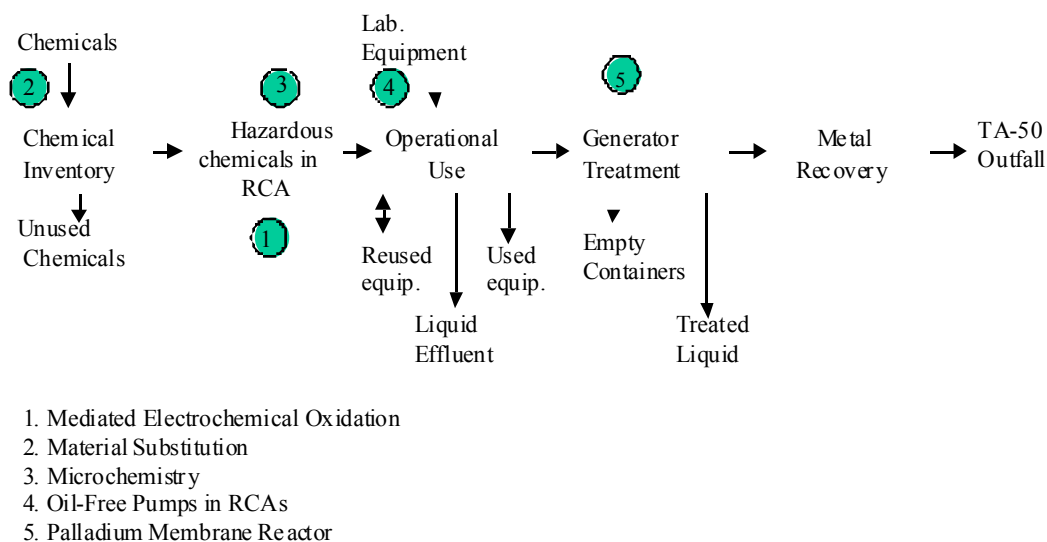 Chemicals
Lab.
Equipment
2
3
4
5
Chemical
Inventory
Hazardous
chemicals in
RCA
Operational
Use
Generator
Treatment
Metal
Recovery
TA-50
Outfall
Unused
Chemicals
1
Reused
equip.
Used
equip.
Empty
Containers
Liquid
Effluent
Treated
Liquid
1. Mediated Electrochemical Oxidation
2. Material Substitution
3. Microchemistry
4. Oil-Free Pumps in RCAs
5. Palladium Membrane Reactor